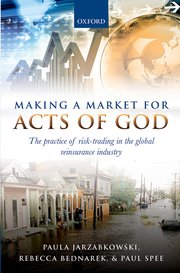 OXFORD
MAKING A MARKET FOR
ACTS OF GOD
The practice of risk-trading in the global
reinsurance industry
PAULA JARZABKOWSKI,
REBECCA BEDNAREK, & PAUL SPEE